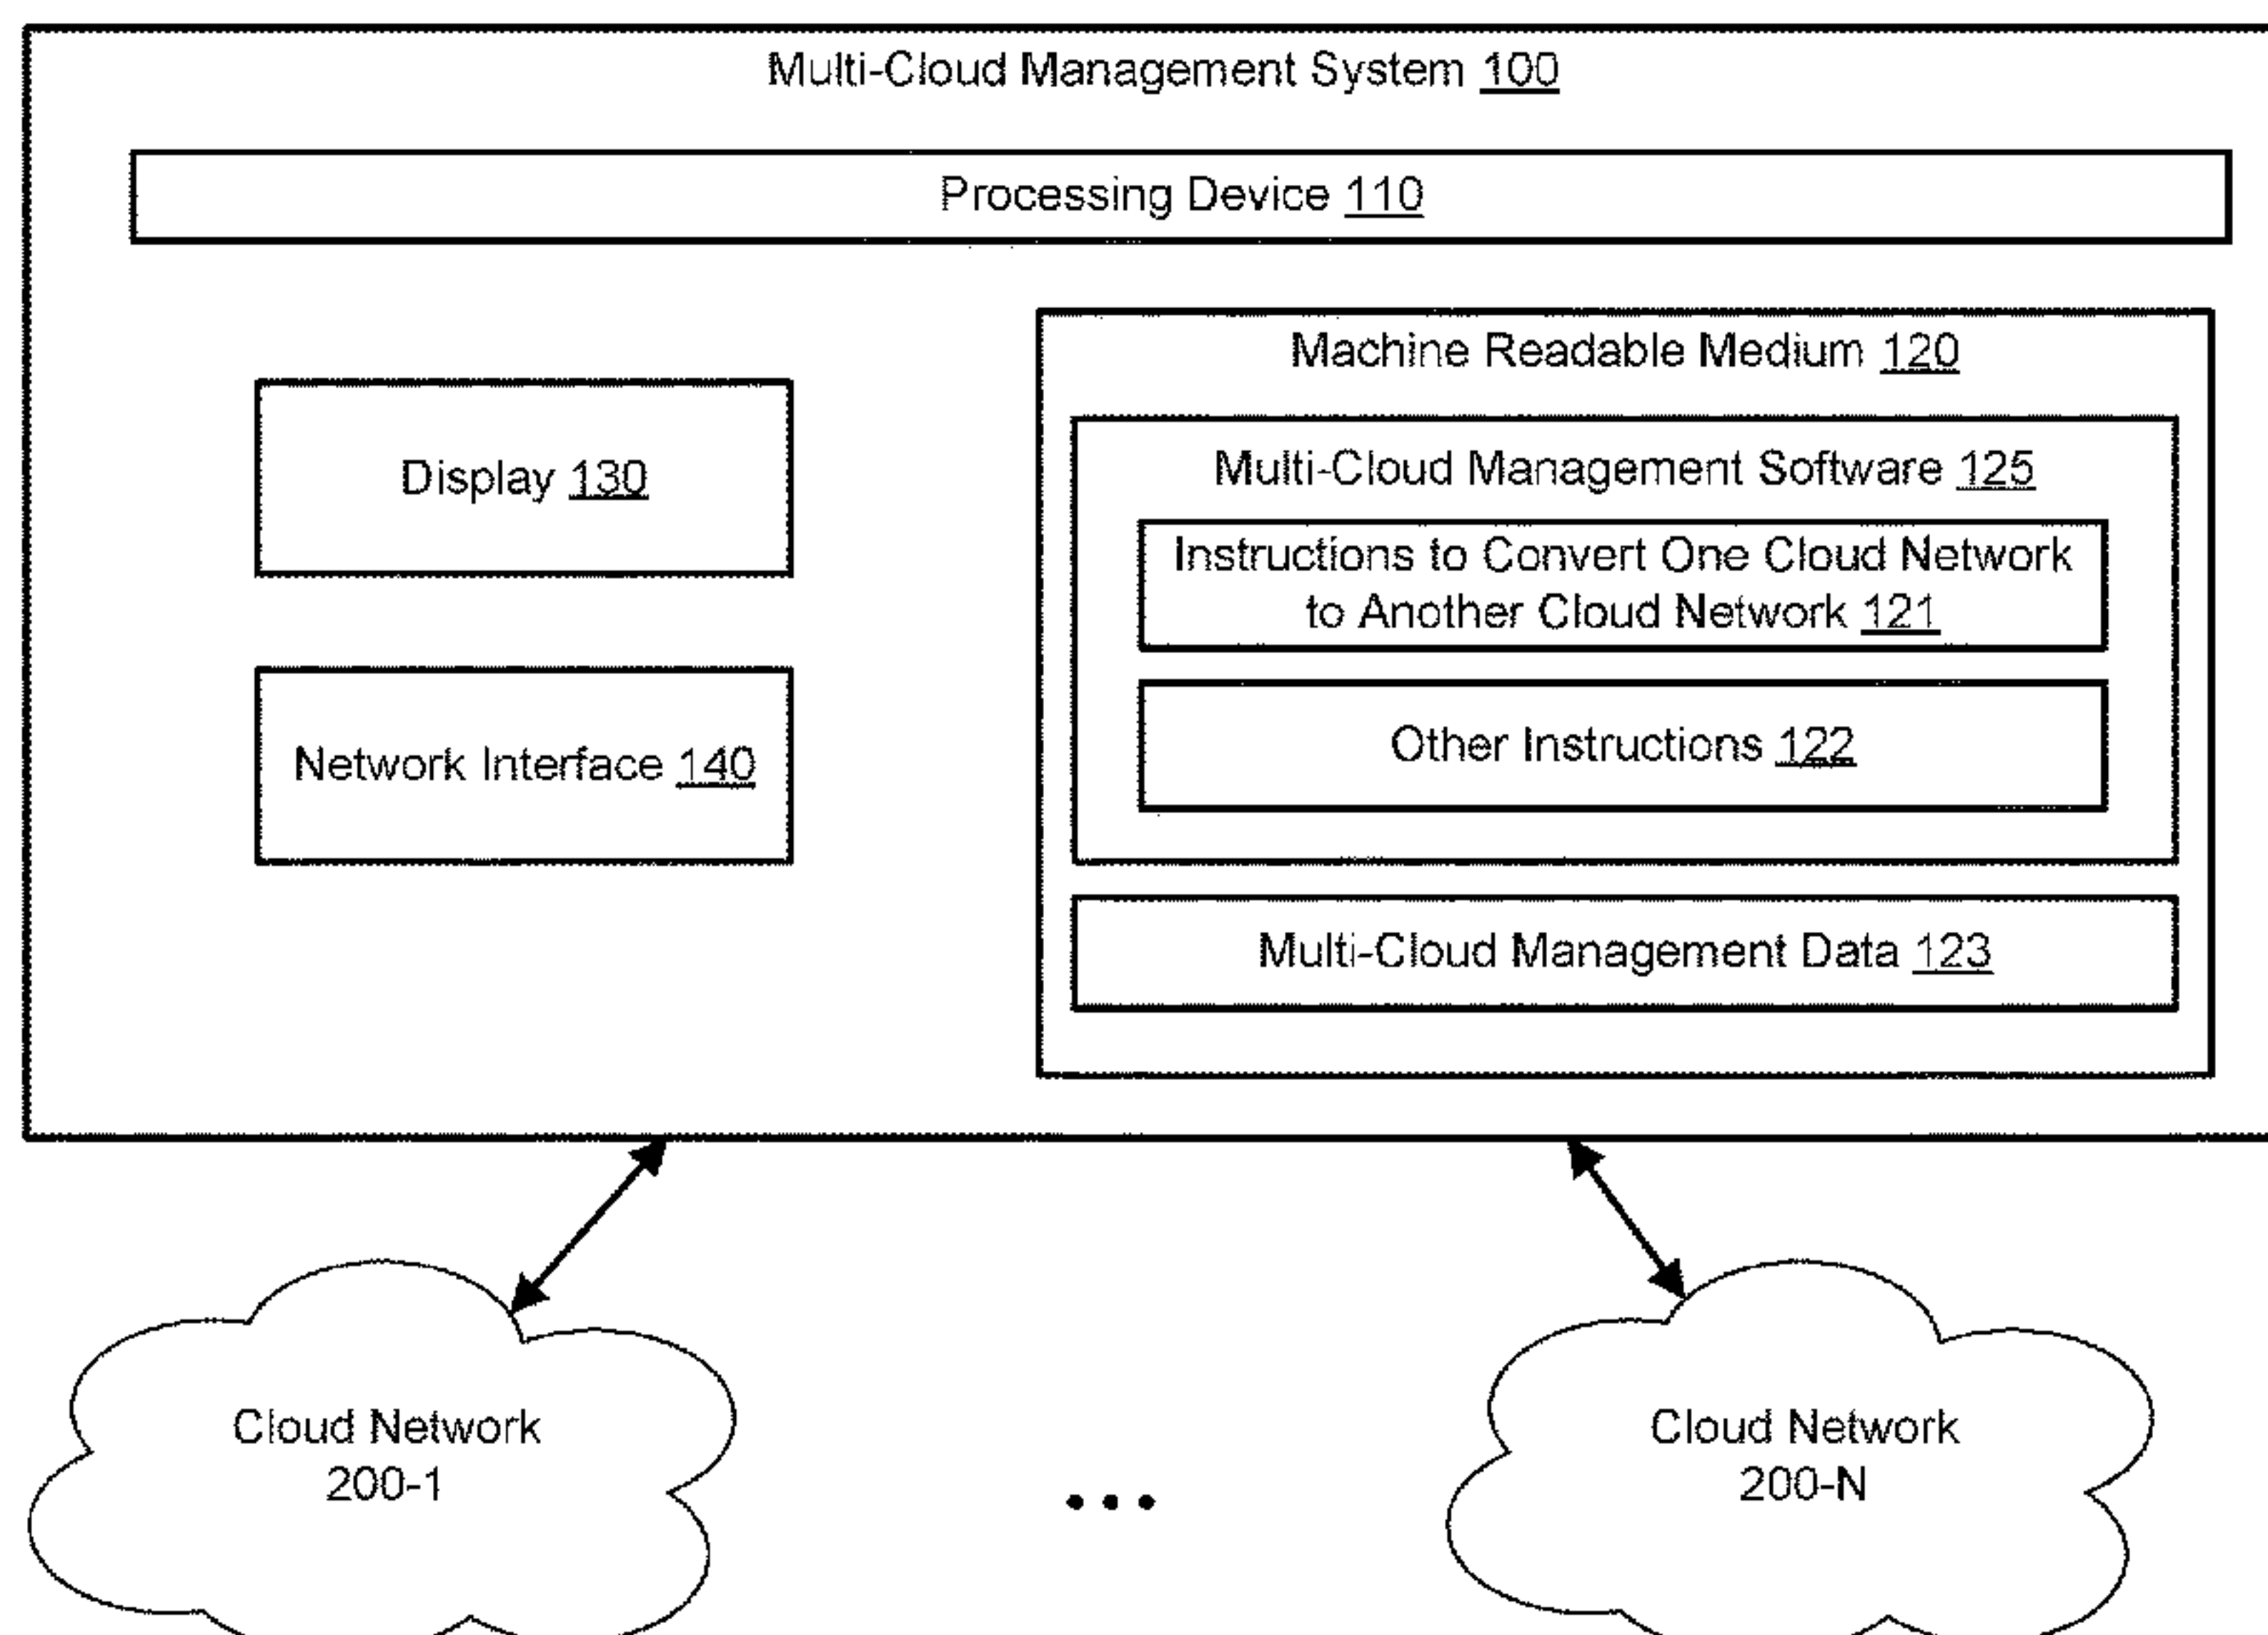 Multi-Cloud Management System 100
Processing Device 110
Machine Readable Medium 120
Display 130
Multi-Cloud Management Software 125
Instructions to Convert One Cloud Network
to Another Cloud Network 121
Network Interface 140
Other Instructions 122
Multi-Cloud Management Data 123
Cloud Network
200-1
Cloud Network
200-N